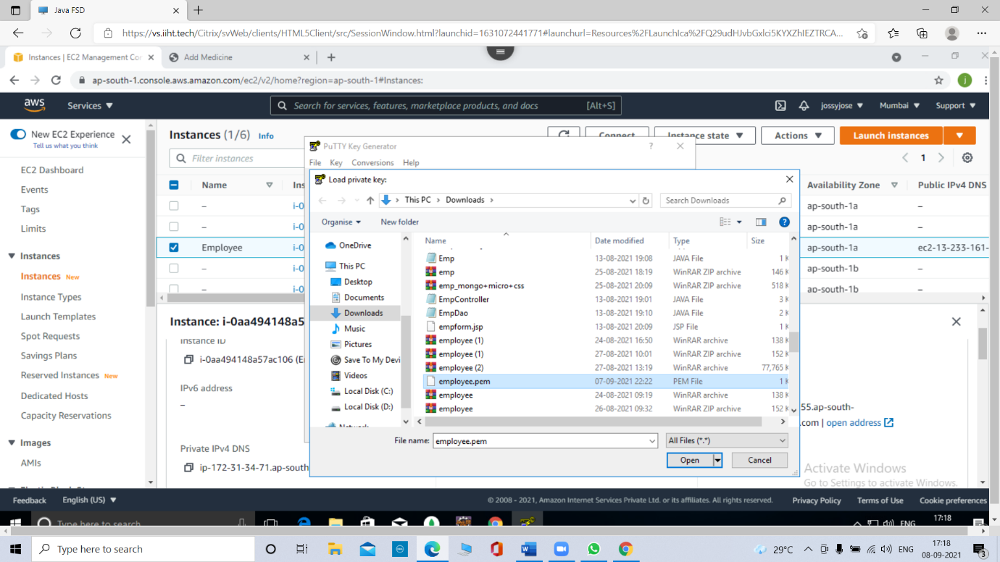 Java FSD
https://vs.iiht.tech/Citrix/svWeb/clients/HTML5Client/src/SessionWindow.html?launchid=1631072441771#launchurl=Resources%2FLaunchIca%2FQ29udHJvbGxlci5KYXZhIEZTRCA...
Instances | EC2 Management Con
Add Medicine
ap-south-1.console.aws.amazon.com/ec2/v2/home?region=ap-south-1#Instances:
j
aws Services ▼ Search for services, features, marketplace products, and docs [Alt+S] jossyjose ▼ Mumbai ▼ Support ▼
New EC2 Experience
Tell us what you think
EC2 Dashboard
Events
Tags
Limits
Instances
Instances New
Instance Types
Launch Templates
Spot Requests
Savings Plans
Reserved Instances New
Dedicated Hosts
Capacity Reservations
Images
AMIs
Instances (1/6) Info
Connect Instance state ▼ Actions ▼ Launch instances ▼
Filter instances
1
Name Ins Availability Zone Public IPv4 DNS
– i-0 ap-south-1a –
– i-0 ap-south-1a –
Employee i-0 ap-south-1a ec2-13-233-161-
– i-0 ap-south-1b –
– i-0 ap-south-1b –
Instance: i-0aa494148a5
Instance ID
i-0aa494148a57ac106 (E
IPv6 address
–
Private IPv4 DNS
ip-172-31-34-71.ap-south
55.ap-south-
.com | open address
PuTTY Key Generator
?
File Key Conversions Help
Load private key:
This PC > Downloads >
Search Downloads
Organise New folder
OneDrive
This PC
Desktop
Documents
Downloads
Music
Pictures
Save To My Devi
Videos
Local Disk (C:)
Local Disk (D:)
Network
Name Date modified Type Size
Emp 13-08-2021 19:08 JAVA File 1 K
emp 25-08-2021 18:19 WinRAR ZIP archive 146 K
emp_mongo+micro+css 25-08-2021 20:09 WinRAR ZIP archive 518 K
EmpController 13-08-2021 19:01 JAVA File 3 K
EmpDao 13-08-2021 19:10 JAVA File 2 K
empform.jsp 13-08-2021 20:09 JSP File 1 K
employee (1) 24-08-2021 16:50 WinRAR archive 138 K
employee (1) 27-08-2021 10:01 WinRAR ZIP archive 152 K
employee (2) 27-08-2021 13:19 WinRAR ZIP archive 77,765 K
employee.pem 07-09-2021 22:22 PEM File 1 K
employee 24-08-2021 09:19 WinRAR archive 138 K
employee 26-08-2021 09:32 WinRAR ZIP archive 152 K
File name: employee.pem All Files (*.*)
Open Cancel
Activate Windows
Go to Settings to activate Windows.
Feedback English (US) ▼ © 2008 - 2021, Amazon Internet Services Private Ltd. or its affiliates. All rights reserved. Privacy Policy Terms of Use Cookie preferences
Type here to search
ENG
17:18
Type here to search
29°C
ENG
17:18
08-09-2021
3